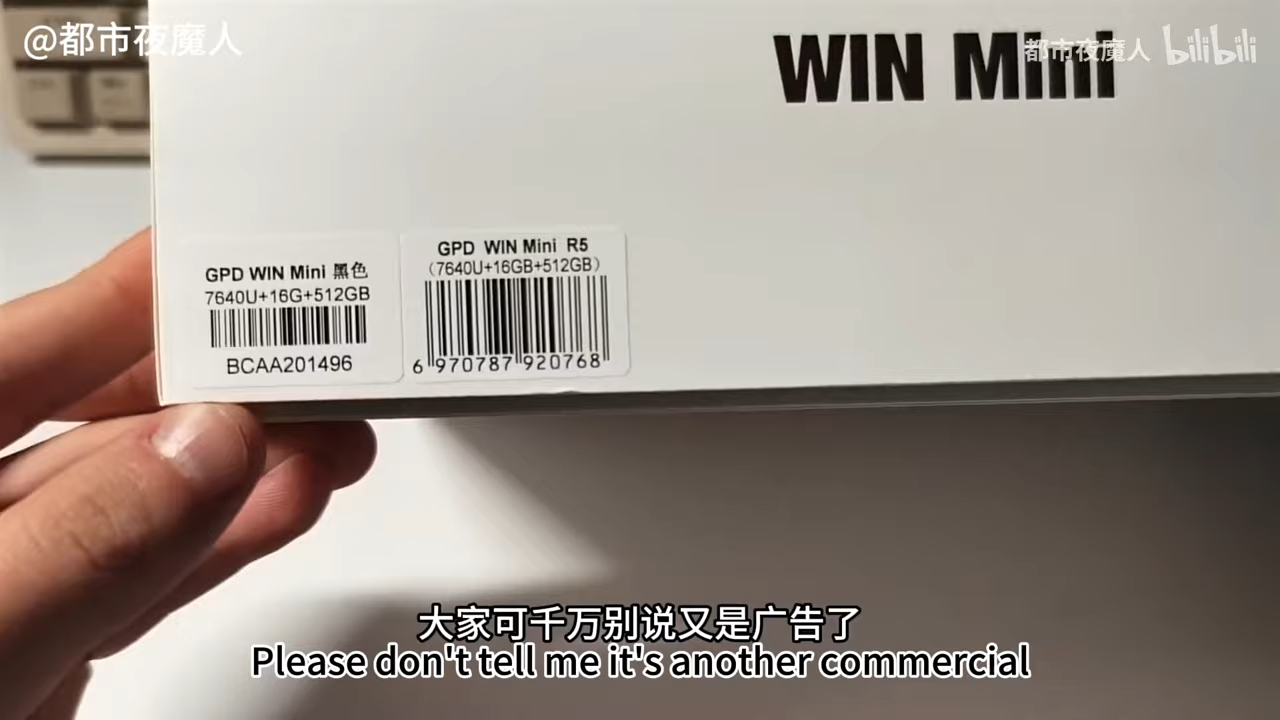 @都市夜魔人
都市夜魔人 bilibili
WIN Mini
GPD WIN Mini 黑色
7640U+16G+512GB
BCAA201496
GPD WIN Mini R5
(7640U+16GB+512GB)
6 970787 920768
大家可千万别说又是广告了
Please don't tell me it's another commercial